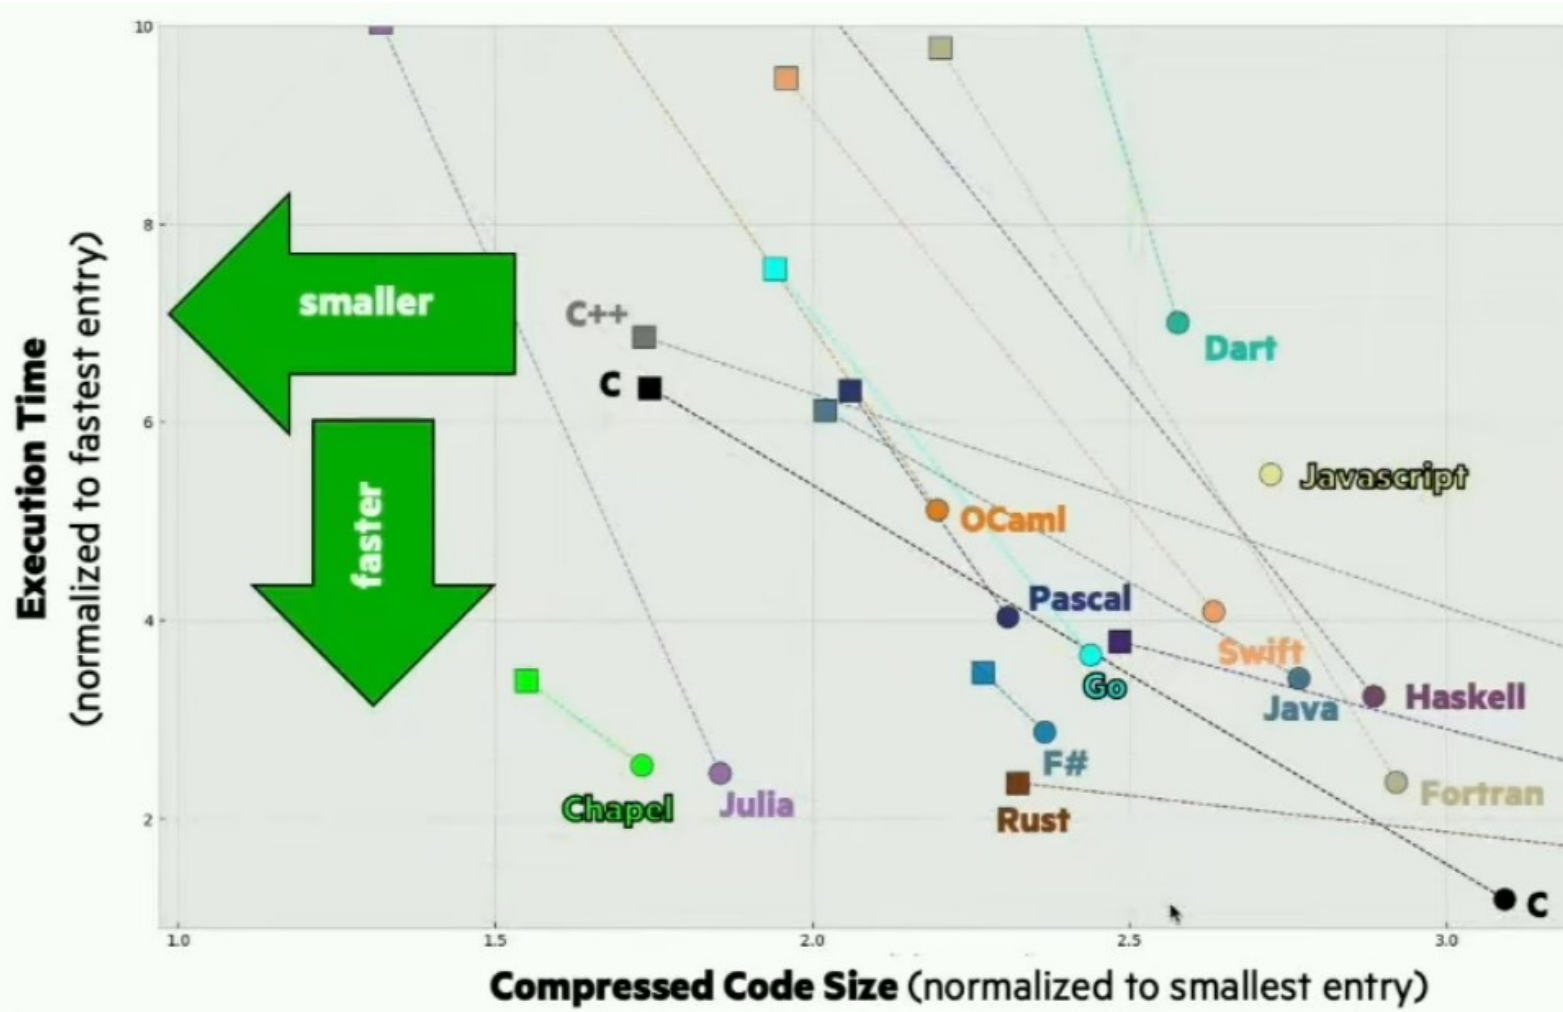 10
8
6
4
2
1.0
1.5
2.0
2.5
3.0
Execution Time
(normalized to fastest entry)
Compressed Code Size (normalized to smallest entry)
smaller
faster
C++
C
Dart
Javascript
OCaml
Pascal
Swift
Go
Java
Haskell
F#
Chapel
Julia
Rust
Fortran
C